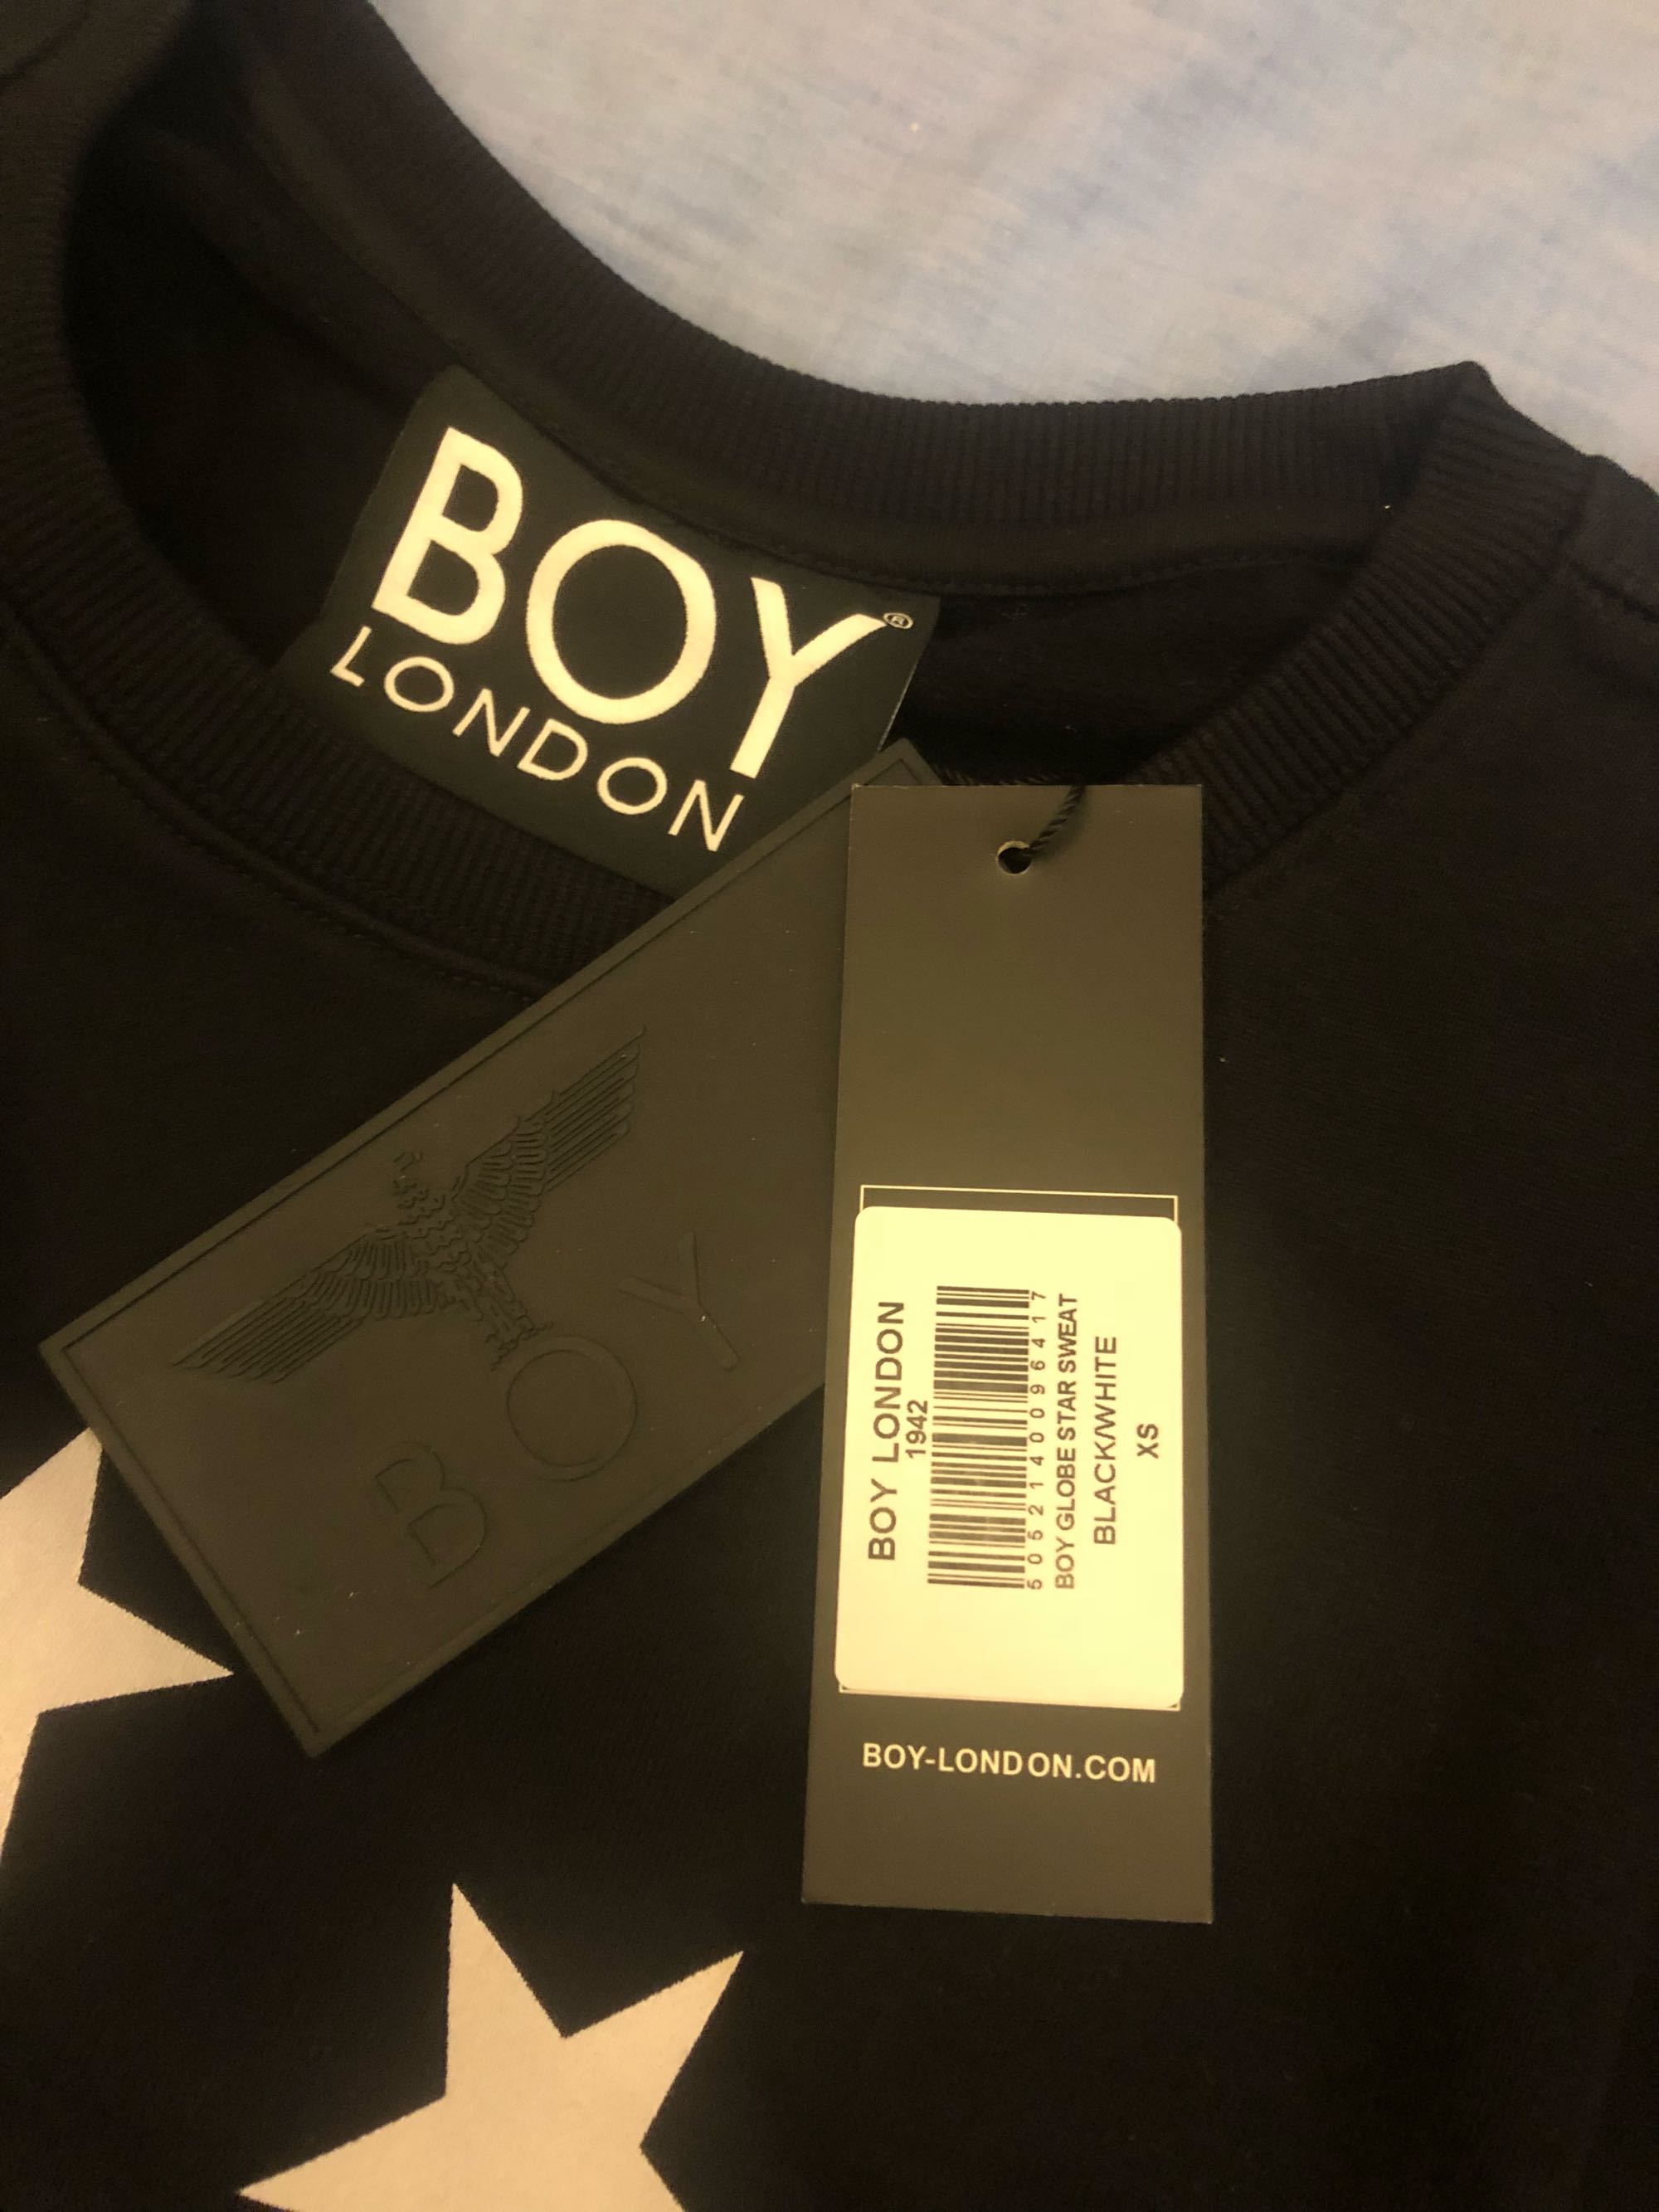 BOY®
LONDON
BOY
BOY LONDON
1942
5052140096417
BOY GLOBE STAR SWEAT
BLACK/WHITE
XS
BOY-LONDON.COM